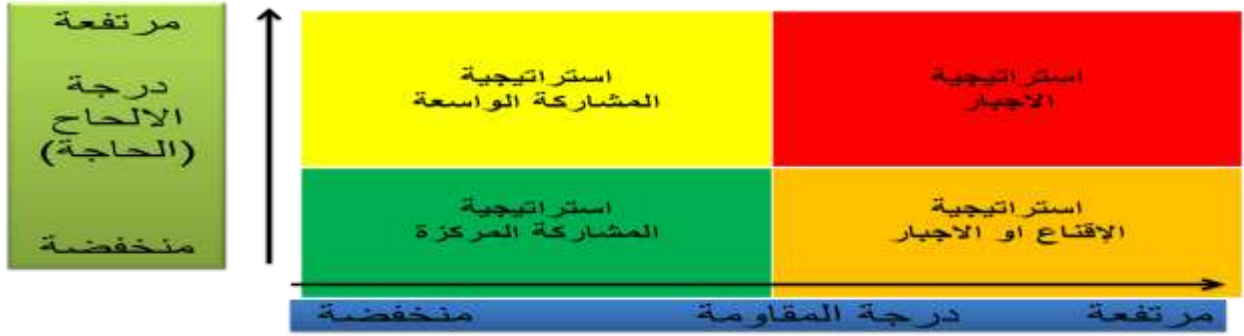 مرتفعة
درجة
الالحاح
(الحاجة)
منخفضة
استراتيجية
الاجبار
استراتيجية
المشاركة الواسعة
استراتيجية
الإقناع او الاجبار
استراتيجية
المشاركة المركزة
مرتفعة درجة المقاومة منخفضة